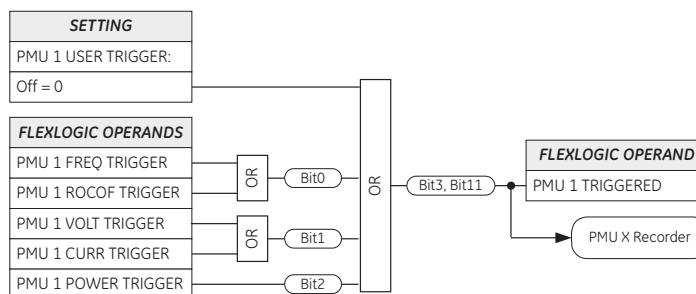 SETTING
PMU 1 USER TRIGGER:
Off = 0
FLEXLOGIC OPERANDS
PMU 1 FREQ TRIGGER
PMU 1 ROCOF TRIGGER
PMU 1 VOLT TRIGGER
PMU 1 CURR TRIGGER
PMU 1 POWER TRIGGER
OR
OR
Bit0
Bit1
Bit2
OR
Bit3, Bit11
FLEXLOGIC OPERAND
PMU 1 TRIGGERED
PMU X Recorder